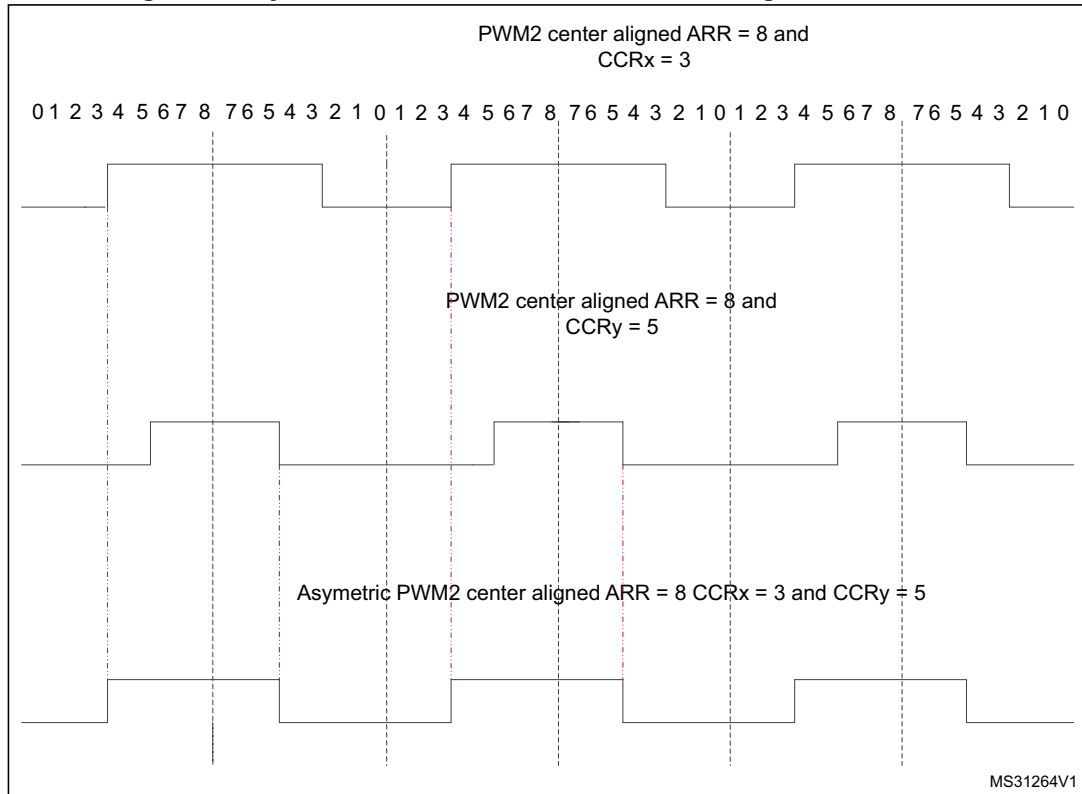 PWM2 center aligned ARR = 8 and
CCRx = 3
0 1 2 3 4 5 6 7 8 7 6 5 4 3 2 1 0 1 2 3 4 5 6 7 8 7 6 5 4 3 2 1 0 1 2 3 4 5 6 7 8 7 6 5 4 3 2 1 0
PWM2 center aligned ARR = 8 and
CCRy = 5
Asymetric PWM2 center aligned ARR = 8 CCRx = 3 and CCRy = 5
MS31264V1